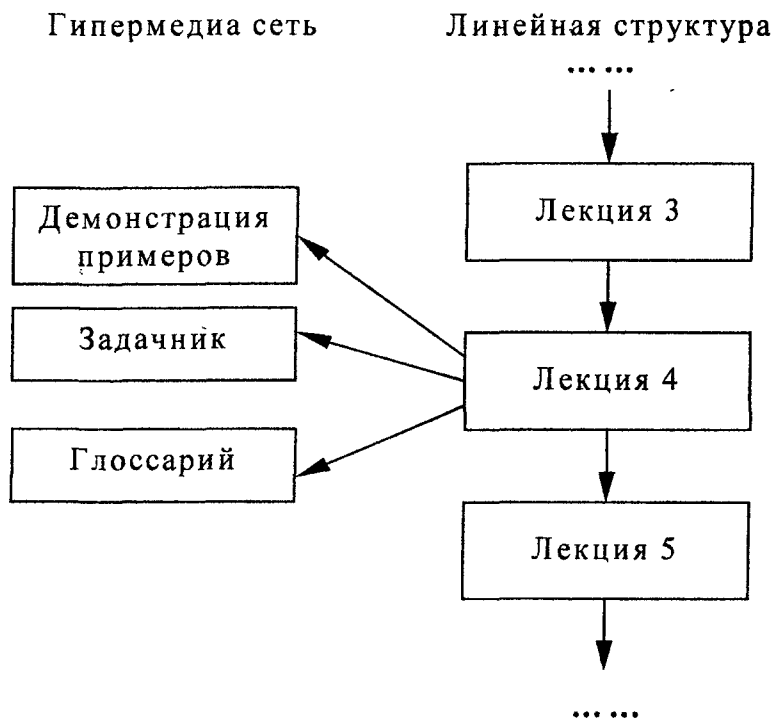 Гипермедиа сеть
Линейная структура
... ...
Лекция 3
Демонстрация
примеров
Задачник
Лекция 4
Глоссарий
Лекция 5
... ...